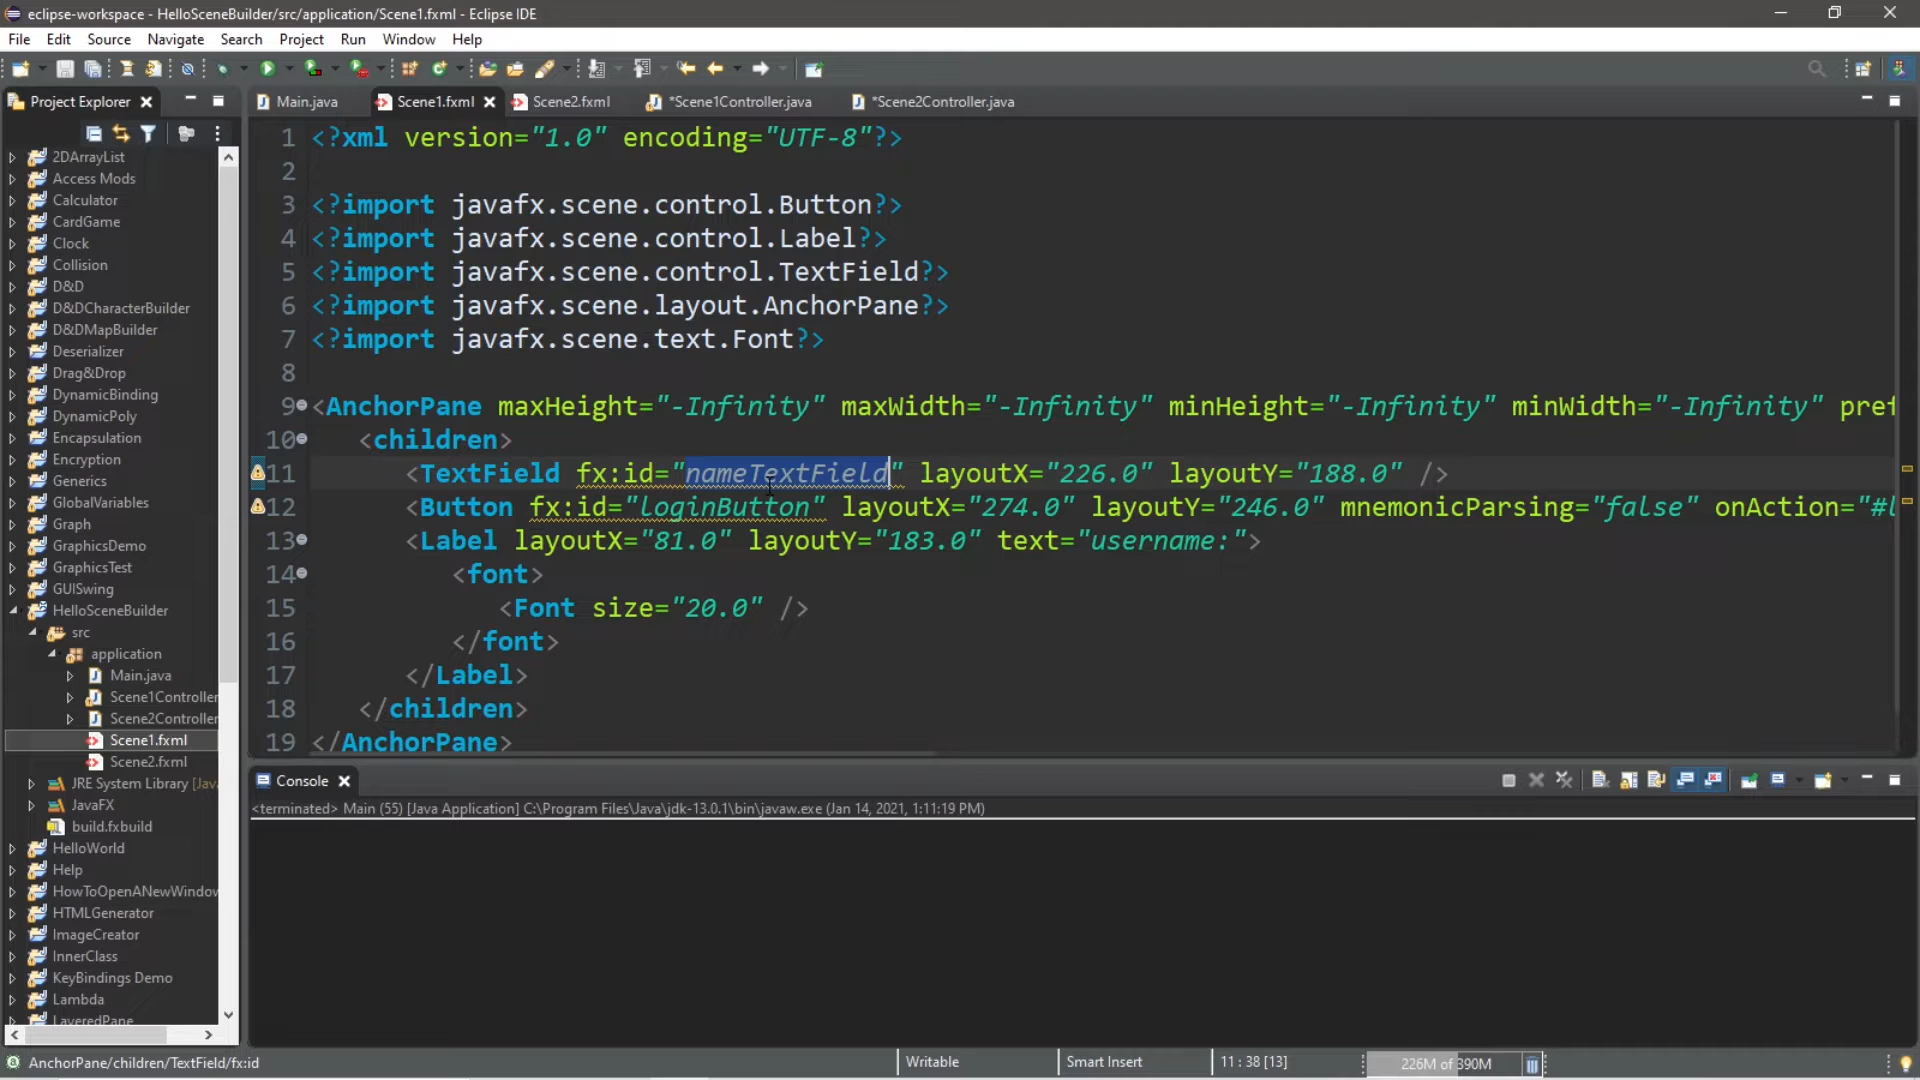 eclipse-workspace - HelloSceneBuilder/src/application/Scene1.fxml - Eclipse IDE
File Edit Source Navigate Search Project Run Window Help
Project Explorer
Main.java Scene1.fxml Scene2.fxml *Scene1Controller.java *Scene2Controller.java
2DArrayList
Access Mods
Calculator
CardGame
Clock
Collision
D&D
D&DCharacterBuilder
D&DMapBuilder
Deserializer
Drag&Drop
DynamicBinding
DynamicPoly
Encapsulation
Encryption
Generics
GlobalVariables
Graph
GraphicsDemo
GraphicsTest
GUISwing
HelloSceneBuilder
src
application
Main.java
Scene1Controller
Scene2Controller
Scene1.fxml
Scene2.fxml
JRE System Library [Java
JavaFX
build.fxbuild
HelloWorld
Help
HowToOpenANewWindow
HTMLGenerator
ImageCreator
InnerClass
KeyBindings Demo
Lambda
LayeredPane
1 <?xml version="1.0" encoding="UTF-8"?>
2
3 <?import javafx.scene.control.Button?>
4 <?import javafx.scene.control.Label?>
5 <?import javafx.scene.control.TextField?>
6 <?import javafx.scene.layout.AnchorPane?>
7 <?import javafx.scene.text.Font?>
8
9 <AnchorPane maxHeight="-Infinity" maxWidth="-Infinity" minHeight="-Infinity" minWidth="-Infinity" pref
10 <children>
11 <TextField fx:id="nameTextField" layoutX="226.0" layoutY="188.0" />
12 <Button fx:id="loginButton" layoutX="274.0" layoutY="246.0" mnemonicParsing="false" onAction="#l
13 <Label layoutX="81.0" layoutY="183.0" text="username:">
14 <font>
15 <Font size="20.0" />
16 </font>
17 </Label>
18 </children>
19 </AnchorPane>
Console
<terminated> Main (55) [Java Application] C:\Program Files\Java\jdk-13.0.1\bin\javaw.exe (Jan 14, 2021, 1:11:19 PM)
AnchorPane/children/TextField/fx:id Writable Smart Insert 11 : 38 [13] 226M of 390M